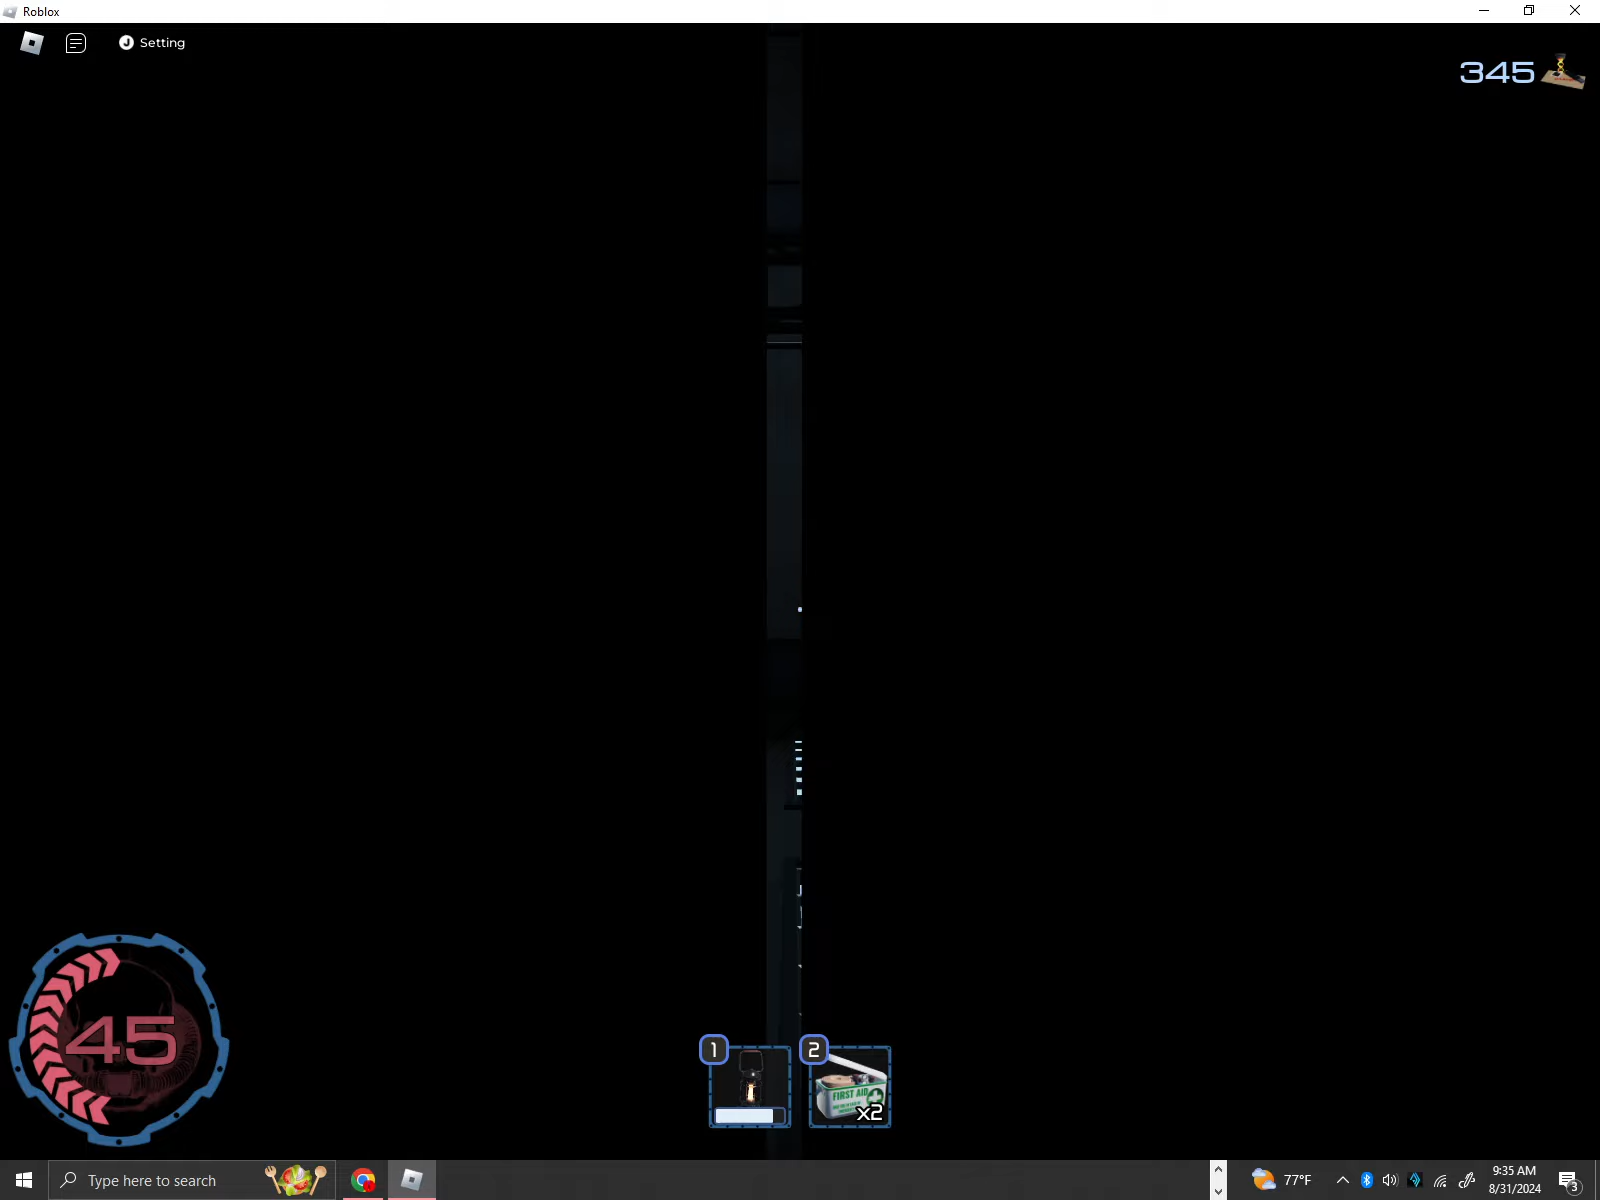 Roblox
J Setting
345
45
1
2
FIRST AID
x2
Type here to search
77°F
9:35 AM
8/31/2024
3